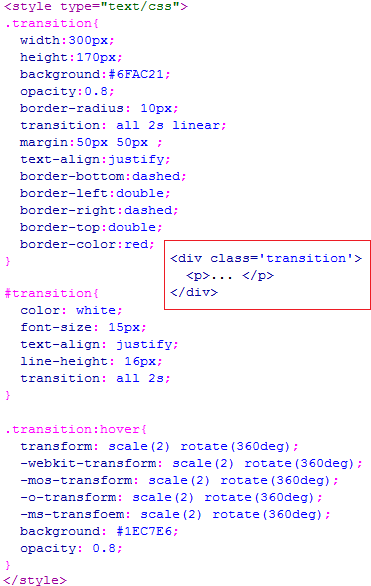 <style type="text/css">
.transition{
width:300px;
height:170px;
background:#6FAC21;
opacity:0.8;
border-radius: 10px;
transition: all 2s linear;
margin:50px 50px ;
text-align:justify;
border-bottom:dashed;
border-left:double;
border-right:dashed;
border-top:double;
border-color:red;
}
<div class='transition'>
<p>... </p>
</div>
#transition{
color: white;
font-size: 15px;
text-align: justify;
line-height: 16px;
transition: all 2s;
}
.transition:hover{
transform: scale(2) rotate(360deg);
-webkit-transform: scale(2) rotate(360deg);
-mos-transform: scale(2) rotate(360deg);
-o-transform: scale(2) rotate(360deg);
-ms-transfoem: scale(2) rotate(360deg);
background: #1EC7E6;
opacity: 0.8;
}
</style>